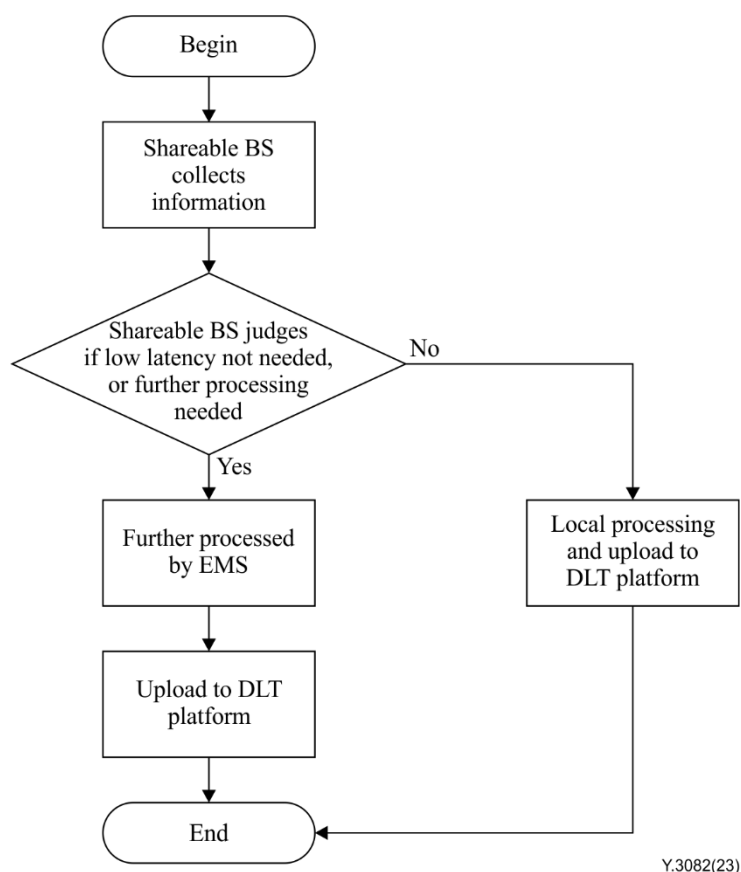 Begin
Shareable BS
collects
information
Shareable BS judges
if low latency not needed,
or further processing
needed
No
Yes
Further processed
by EMS
Local processing
and upload to
DLT platform
Upload to DLT
platform
End
Y.3082(23)